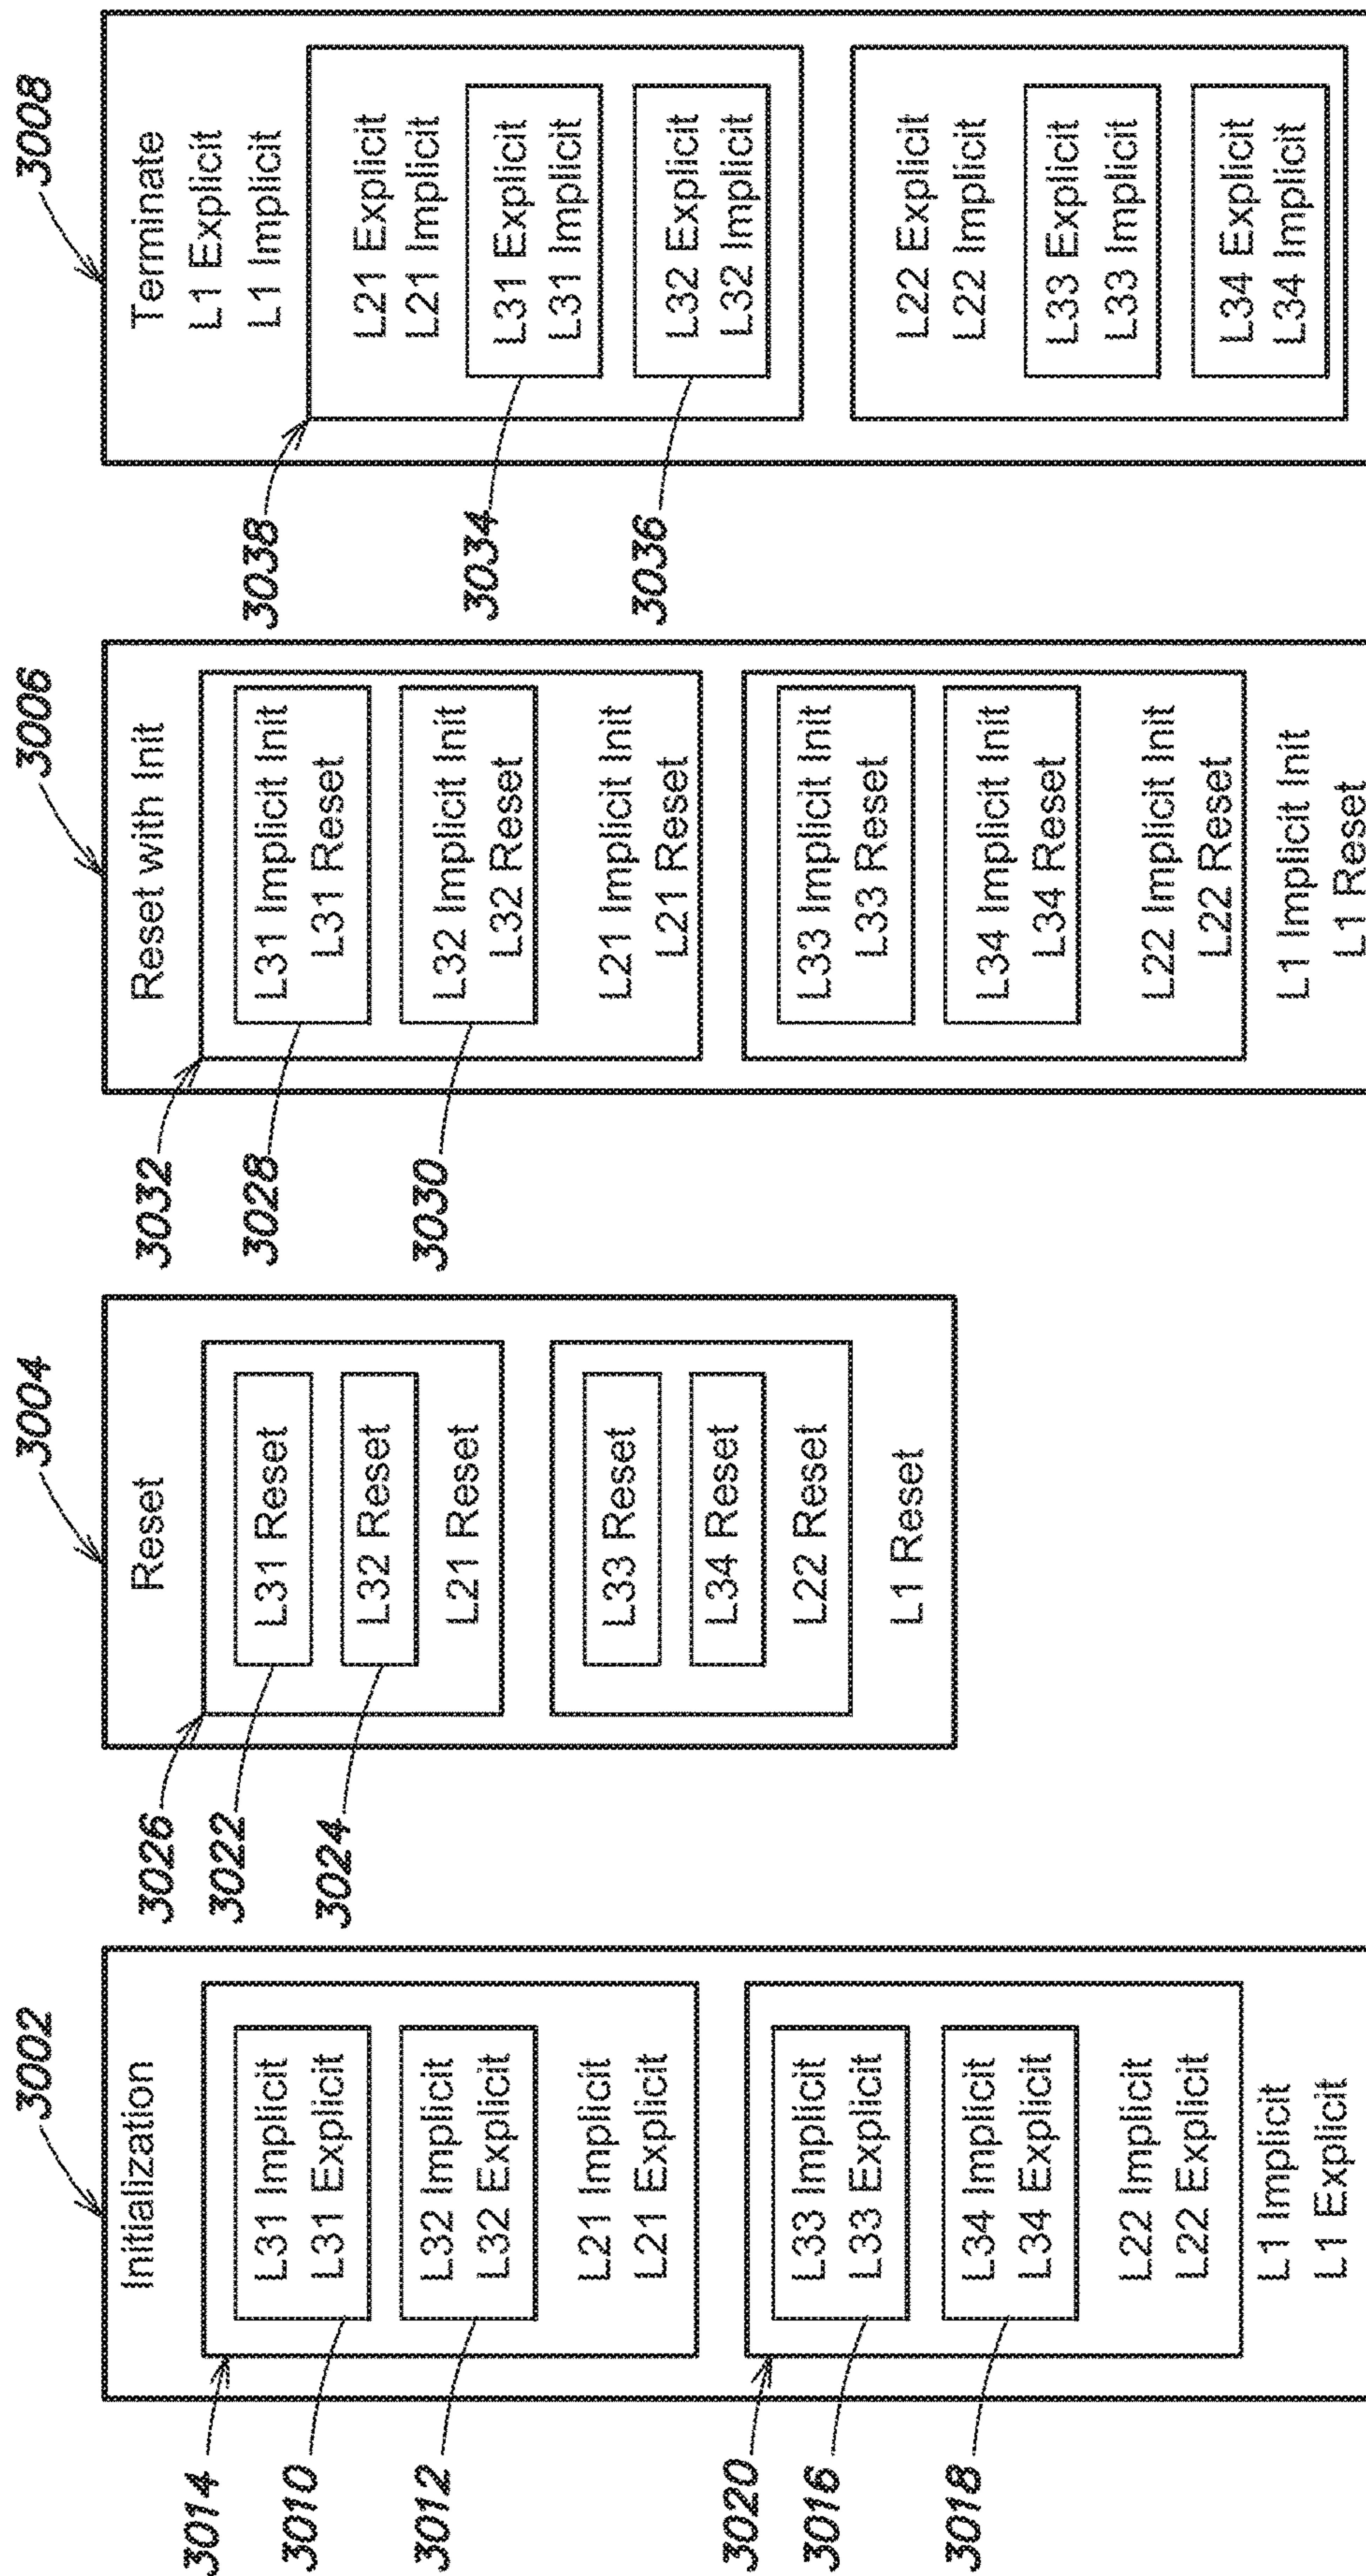 3002
Initialization
3014
L31 Implicit
L31 Explicit
3010
L32 Implicit
L32 Explicit
3012
L21 Implicit
L21 Explicit
3020
L33 Implicit
L33 Explicit
3016
L34 Implicit
L34 Explicit
3018
L22 Implicit
L22 Explicit
L1 Implicit
L1 Explicit
3004
Reset
3026
L31 Reset
3022
L32 Reset
3024
L21 Reset
L33 Reset
L34 Reset
L22 Reset
L1 Reset
3006
Reset with Init
3032
L31 Implicit Init
L31 Reset
3028
L32 Implicit Init
L32 Reset
3030
L21 Implicit Init
L21 Reset
L33 Implicit Init
L33 Reset
L34 Implicit Init
L34 Reset
L22 Implicit Init
L22 Reset
L1 Implicit Init
L1 Reset
3008
Terminate
L1 Explicit
L1 Implicit
3038
L21 Explicit
L21 Implicit
L31 Explicit
L31 Implicit
3034
L32 Explicit
L32 Implicit
3036
L22 Explicit
L22 Implicit
L33 Explicit
L33 Implicit
L34 Explicit
L34 Implicit